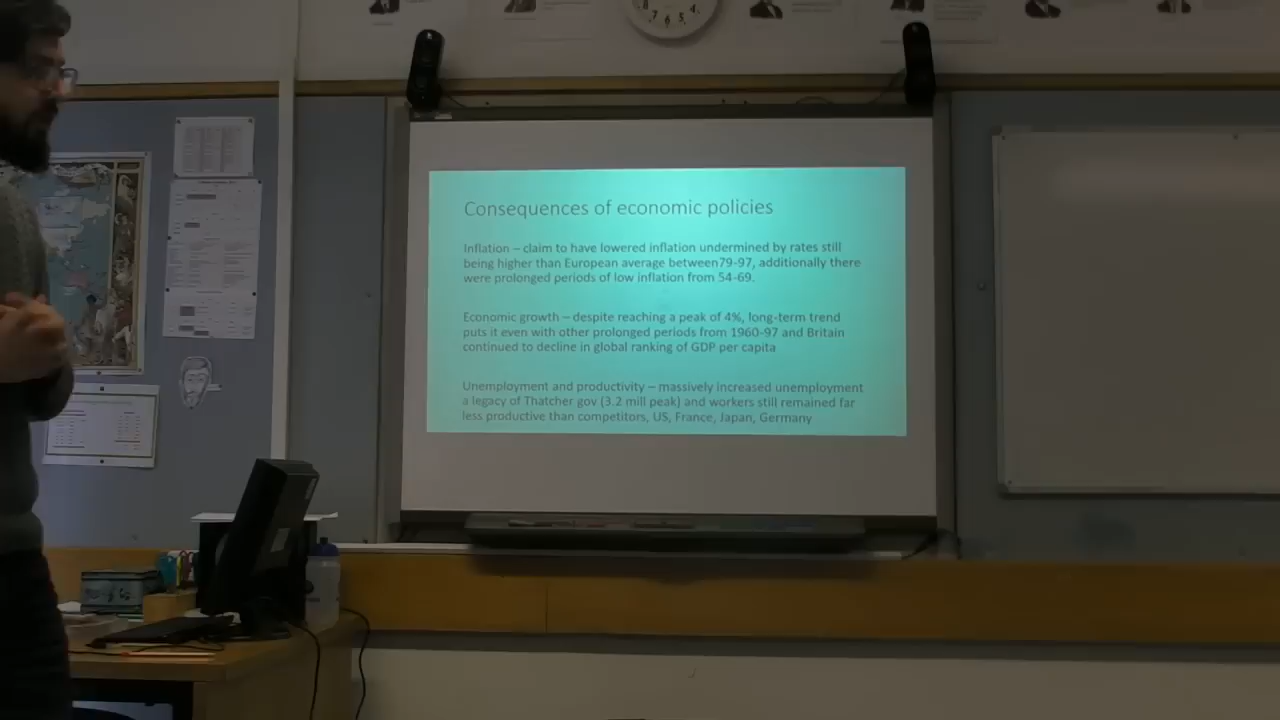 7 6 5 4
Consequences of economic policies
Inflation – claim to have lowered inflation undermined by rates still
being higher than European average between79-97, additionally there
were prolonged periods of low inflation from 54-69.
Economic growth – despite reaching a peak of 4%, long-term trend
puts it even with other prolonged periods from 1960-97 and Britain
continued to decline in global ranking of GDP per capita
Unemployment and productivity – massively increased unemployment
a legacy of Thatcher gov (3.2 mill peak) and workers still remained far
less productive than competitors, US, France, Japan, Germany